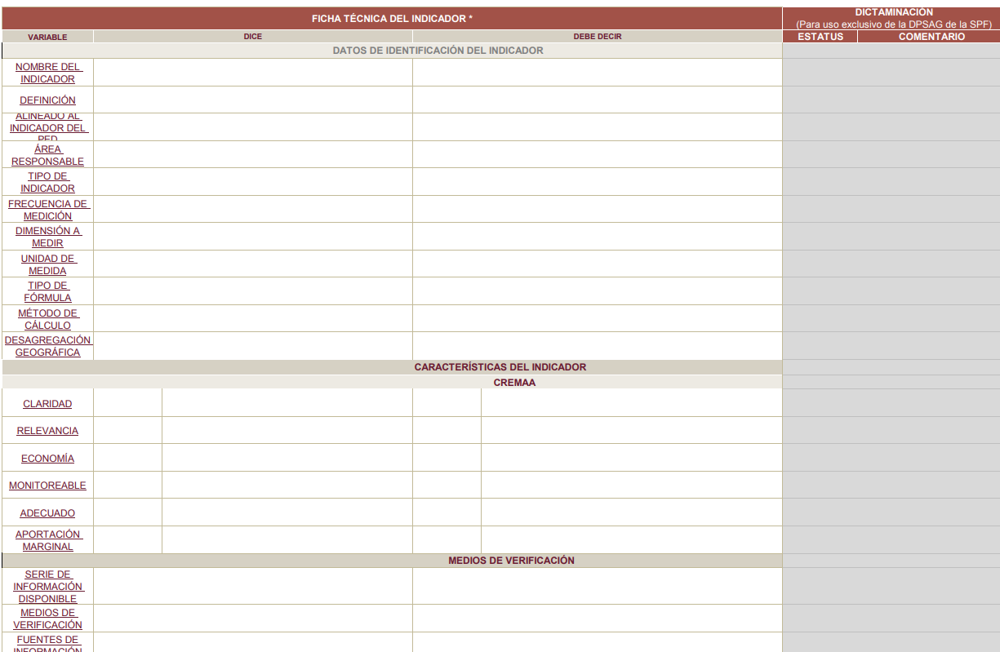 FICHA TÉCNICA DEL INDICADOR *
DICTAMINACIÓN
(Para uso exclusivo de la DPSAG de la SPF)
VARIABLE DICE DEBE DECIR ESTATUS COMENTARIO
DATOS DE IDENTIFICACIÓN DEL INDICADOR
NOMBRE DEL
INDICADOR
DEFINICIÓN
ALINEADO AL
INDICADOR DEL
PED
ÁREA
RESPONSABLE
TIPO DE
INDICADOR
FRECUENCIA DE
MEDICIÓN
DIMENSIÓN A
MEDIR
UNIDAD DE
MEDIDA
TIPO DE
FÓRMULA
MÉTODO DE
CÁLCULO
DESAGREGACIÓN
GEOGRÁFICA
CARACTERÍSTICAS DEL INDICADOR
CREMAA
CLARIDAD
RELEVANCIA
ECONOMÍA
MONITOREABLE
ADECUADO
APORTACIÓN
MARGINAL
MEDIOS DE VERIFICACIÓN
SERIE DE
INFORMACIÓN
DISPONIBLE
MEDIOS DE
VERIFICACIÓN
FUENTES DE
INFORMACIÓN